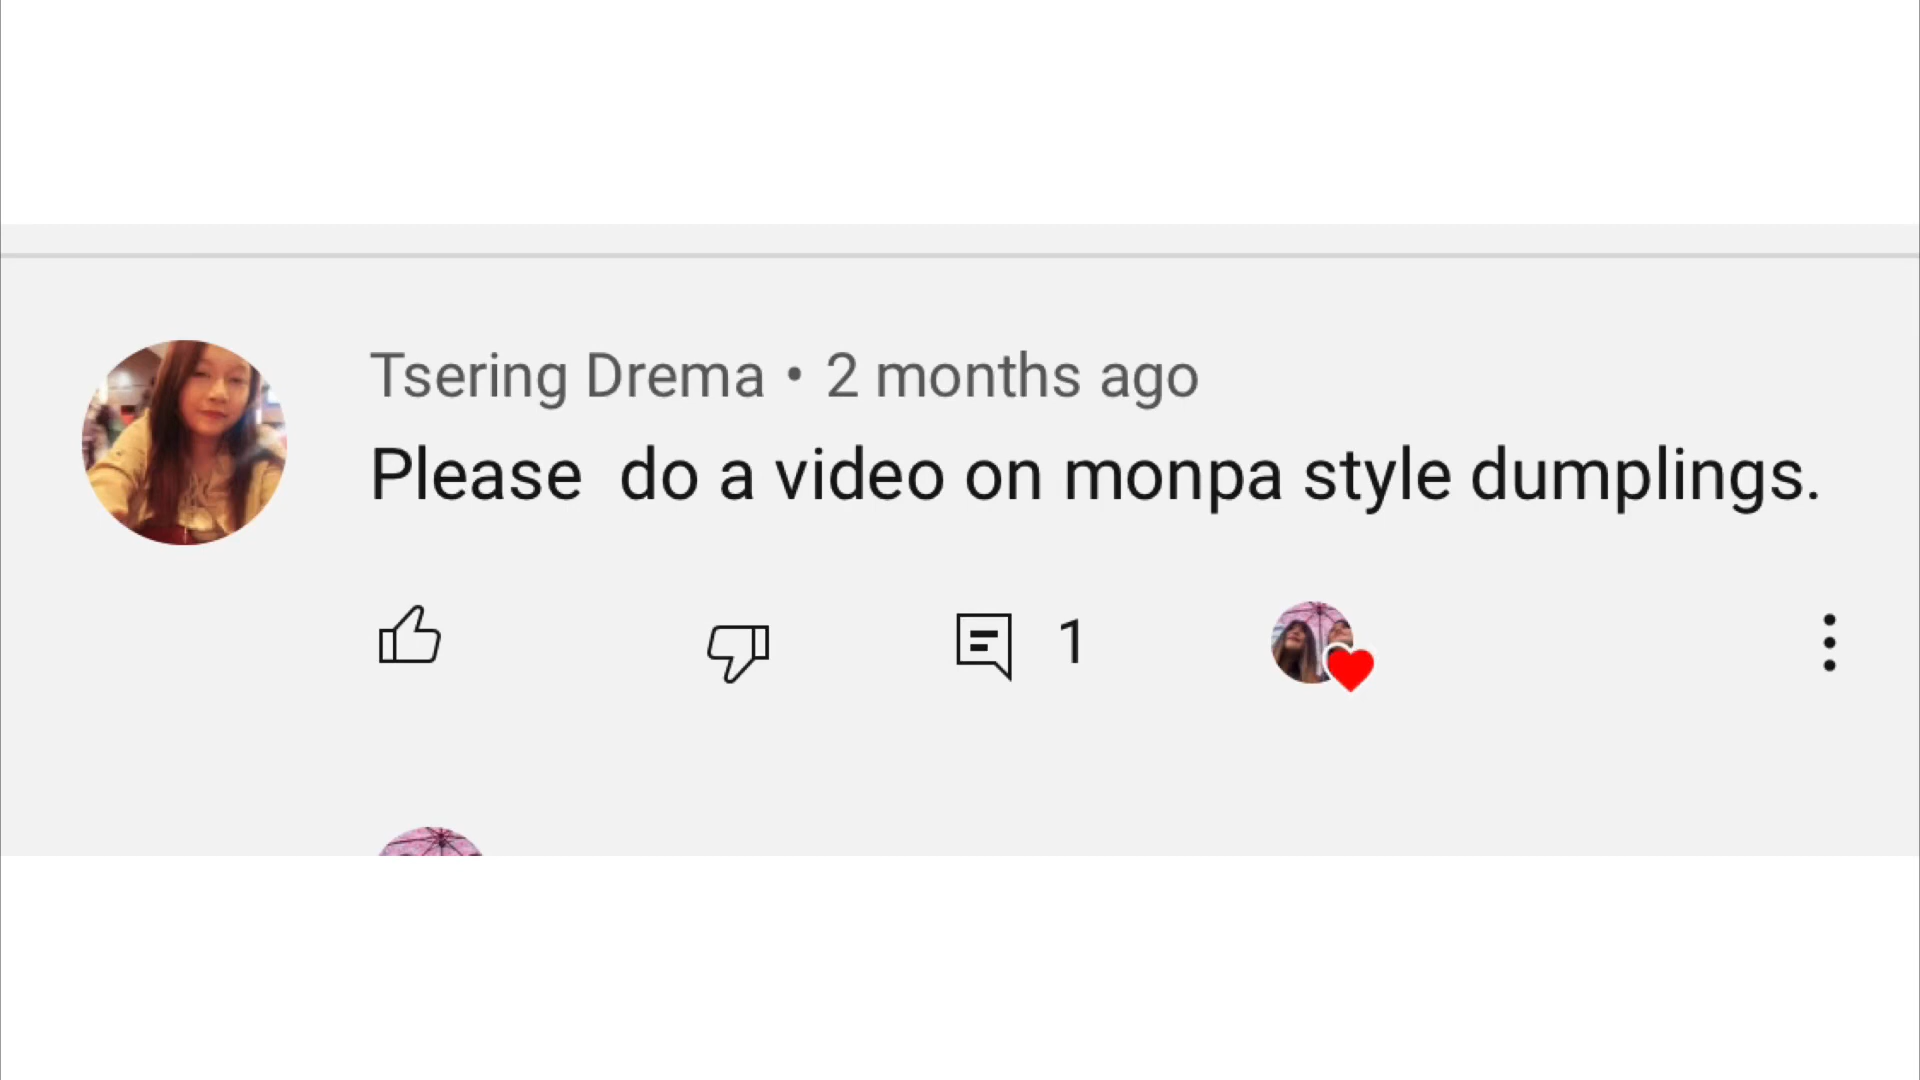 Tsering Drema • 2 months ago
Please  do a video on monpa style dumplings.
1